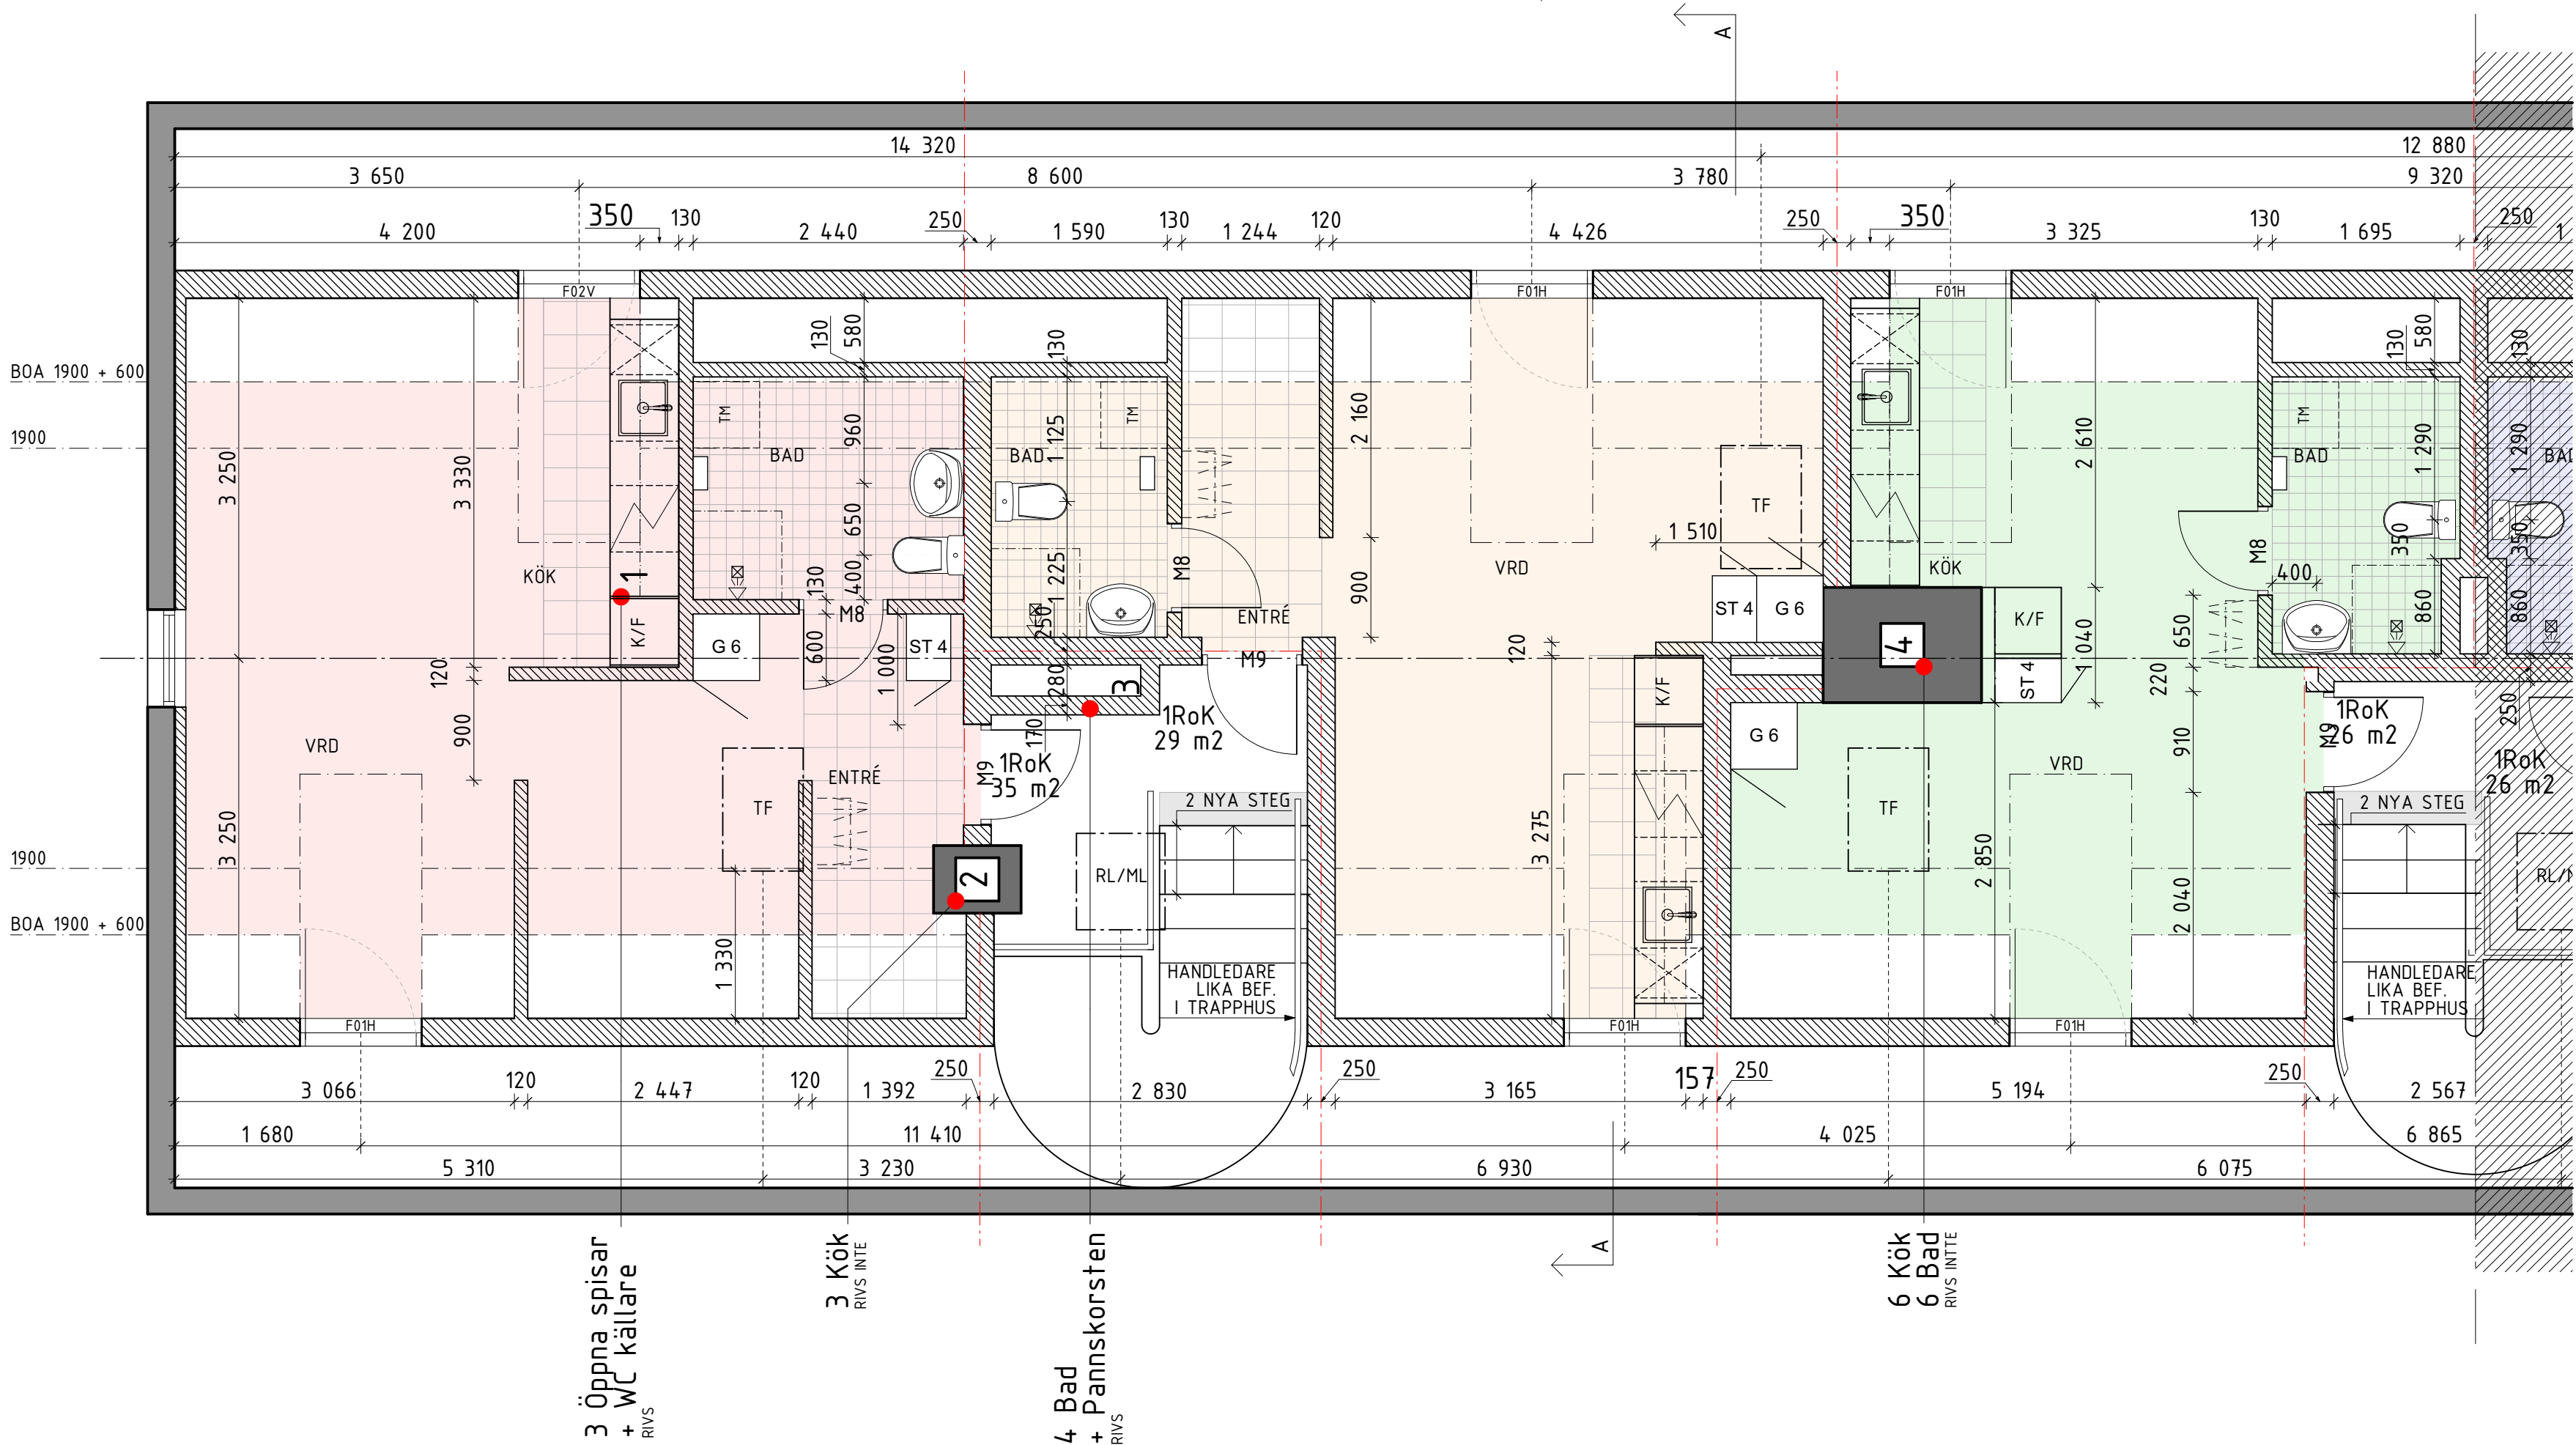 A
14 320
12 880
3 650
8 600
3 780
9 320
4 200
350
130
2 440
250
1 590
130
1 244
120
4 426
250
350
3 325
130
1 695
250
1
F02V
F01H
F01H
BOA 1900 + 600
1900
3 250
3 330
130
580
960
650
400
130
600
1 000
TM
BAD
KÖK
1
K/F
M8
G 6
ST 4
120
900
VRD
3 250
TF
ENTRÉ
1 330
M9
2
130
1 125
1 225
250
280
170
BAD
TM
M8
ENTRÉ
M9
3
1RoK
29 m2
1RoK
35 m2
2 NYA STEG
RL/ML
HANDLEDARE
LIKA BEF.
I TRAPPHUS
2 160
900
VRD
1 510
TF
ST 4
G 6
120
K/F
3 275
4
K/F
ST 4
KÖK
2 610
1 040
G 6
TF
VRD
2 850
650
220
910
2 040
130
580
TM
BAD
1 290
350
400
860
M8
130
1 290
350
860
BAD
250
M9
1RoK
26 m2
1RoK
26 m2
2 NYA STEG
HANDLEDARE
LIKA BEF.
I TRAPPHUS
1900
BOA 1900 + 600
F01H
F01H
F01H
3 066
120
2 447
120
1 392
250
2 830
250
3 165
157
250
5 194
250
2 567
1 680
11 410
4 025
6 865
5 310
3 230
6 930
6 075
A
3 Öppna spisar
+ WC källare
RIVS
3 Kök
RIVS INTE
4 Bad
+ Pannskorsten
RIVS
6 Kök
6 Bad
RIVS INTTE